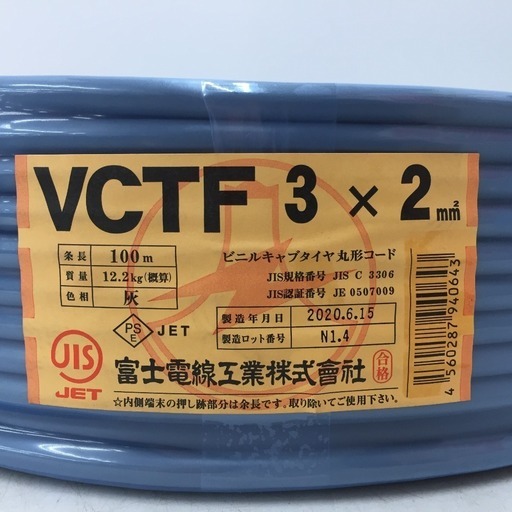 VCTF 3×2㎟
条長 100m
質量 12.2kg(概算)
色相 灰
ビニルキャブタイヤ丸形コード
JIS規格番号 JIS C 3306
JIS認証番号 JE 0507009
製造年月日 2020.6.15
製造ロット番号 N1.4
PS
E
JET
JIS
JET
富士電線工業株式會社
合格
☆内側端末の押し跡部分は余長です。取り除いてご使用下さい。
4560287940643